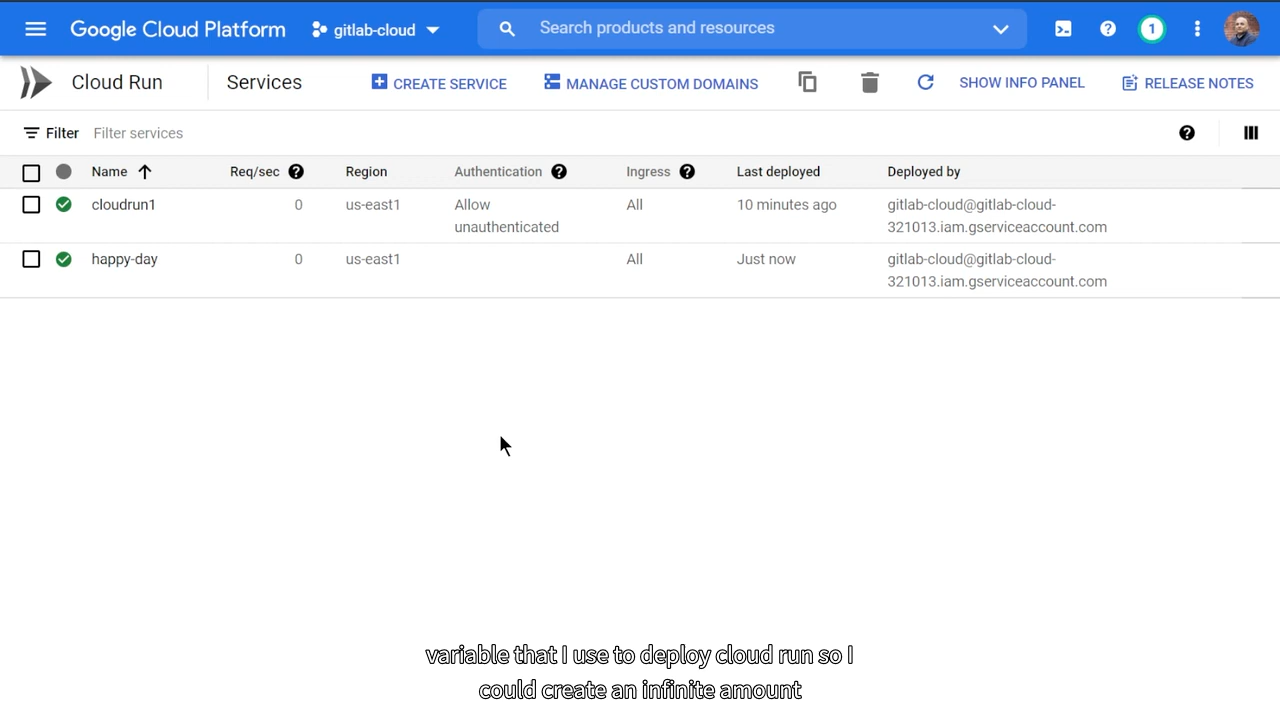 Google Cloud Platform gitlab-cloud Search products and resources 1
Cloud Run Services CREATE SERVICE MANAGE CUSTOM DOMAINS SHOW INFO PANEL RELEASE NOTES
Filter Filter services
Name Req/sec Region Authentication Ingress Last deployed Deployed by
cloudrun1 0 us-east1 Allow All 10 minutes ago gitlab-cloud@gitlab-cloud-
unauthenticated 321013.iam.gserviceaccount.com
happy-day 0 us-east1 All Just now gitlab-cloud@gitlab-cloud-
321013.iam.gserviceaccount.com
variable that I use to deploy cloud run so I
could create an infinite amount